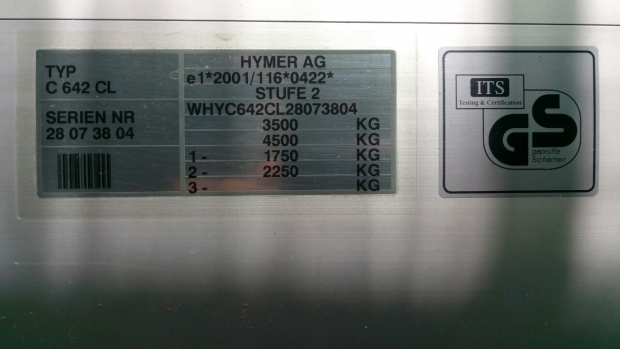 TYP
C 642 CL
SERIEN NR
28 07 38 04
HYMER AG
e1*2001/116*0422*
STUFE 2
WHYC642CL28073804
3500 KG
4500 KG
1 - 1750 KG
2 - 2250 KG
3 - KG
ITS
Testing & Certification
GS
geprüfte
Sicherheit